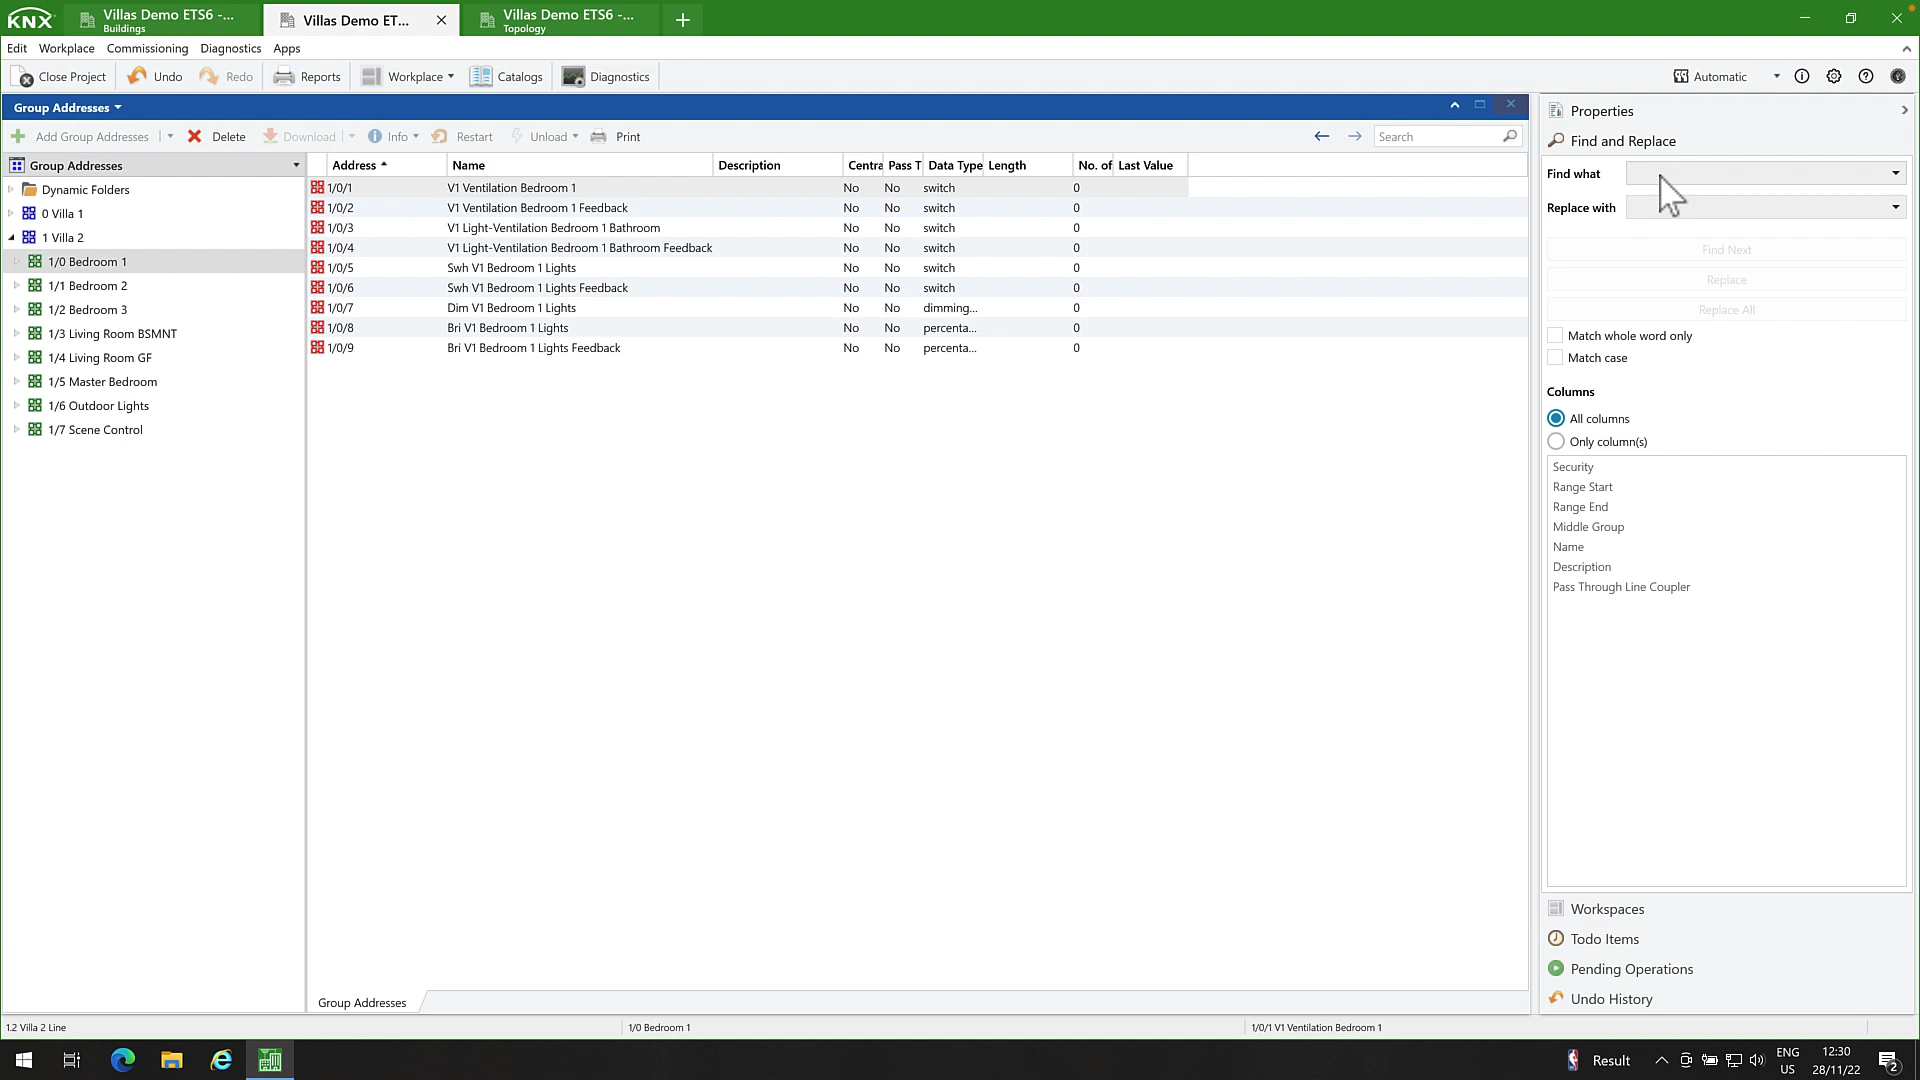 KNX
Villas Demo ETS6 -...
Buildings
Villas Demo ET...
Villas Demo ETS6 -...
Topology
Edit Workplace Commissioning Diagnostics Apps
Close Project Undo Redo Reports Workplace Catalogs Diagnostics Automatic
Group Addresses
Add Group Addresses Delete Download Info Restart Unload Print Search
Group Addresses
Dynamic Folders
0 Villa 1
1 Villa 2
1/0 Bedroom 1
1/1 Bedroom 2
1/2 Bedroom 3
1/3 Living Room BSMNT
1/4 Living Room GF
1/5 Master Bedroom
1/6 Outdoor Lights
1/7 Scene Control
Address Name Description Centra Pass T Data Type Length No. of Last Value
1/0/1 V1 Ventilation Bedroom 1 No No switch 0
1/0/2 V1 Ventilation Bedroom 1 Feedback No No switch 0
1/0/3 V1 Light-Ventilation Bedroom 1 Bathroom No No switch 0
1/0/4 V1 Light-Ventilation Bedroom 1 Bathroom Feedback No No switch 0
1/0/5 Swh V1 Bedroom 1 Lights No No switch 0
1/0/6 Swh V1 Bedroom 1 Lights Feedback No No switch 0
1/0/7 Dim V1 Bedroom 1 Lights No No dimming... 0
1/0/8 Bri V1 Bedroom 1 Lights No No percenta... 0
1/0/9 Bri V1 Bedroom 1 Lights Feedback No No percenta... 0
Group Addresses
Properties
Find and Replace
Find what
Replace with
Find Next
Replace
Replace All
Match whole word only
Match case
Columns
All columns
Only column(s)
Security
Range Start
Range End
Middle Group
Name
Description
Pass Through Line Coupler
Workspaces
Todo Items
Pending Operations
Undo History
1.2 Villa 2 Line 1/0 Bedroom 1 1/0/1 V1 Ventilation Bedroom 1
Result
ENG
US
12:30
28/11/22
2